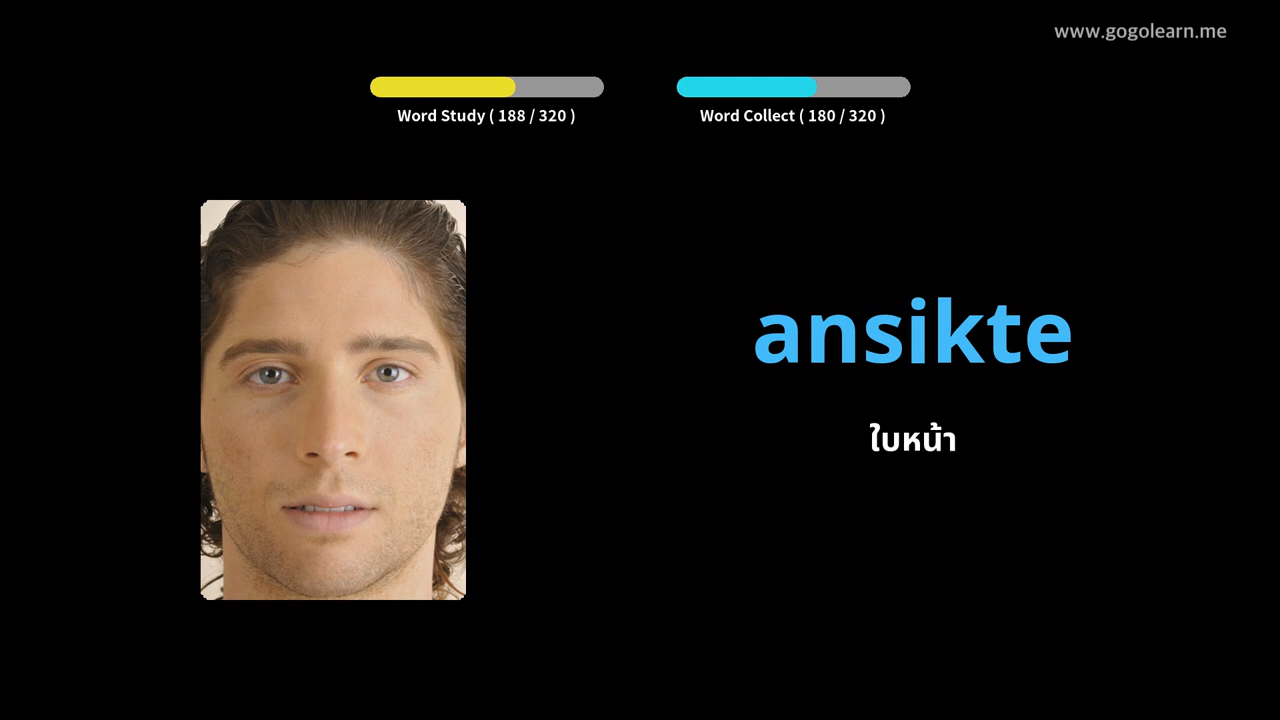 www.gogolearn.me
Word Study ( 188 / 320 )
Word Collect ( 180 / 320 )
ansikte
ใบหน้า